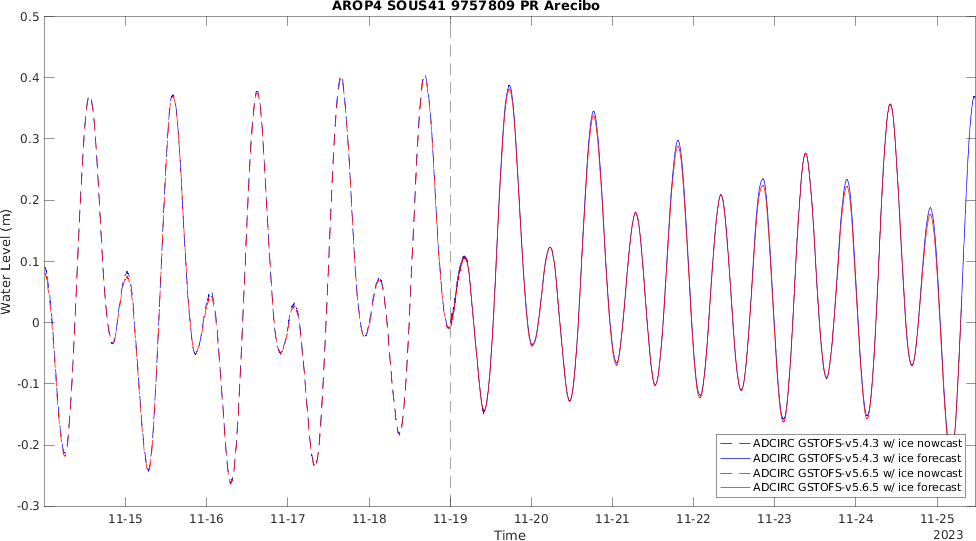 AROP4 SOUS41 9757809 PR Arecibo
Water Level (m)
0.5
0.4
0.3
0.2
0.1
0
-0.1
-0.2
-0.3
ADCIRC GSTOFS-v5.4.3 w/ ice nowcast
ADCIRC GSTOFS-v5.4.3 w/ ice forecast
ADCIRC GSTOFS-v5.6.5 w/ ice nowcast
ADCIRC GSTOFS-v5.6.5 w/ ice forecast
11-15 11-16 11-17 11-18 11-19 11-20 11-21 11-22 11-23 11-24 11-25
Time
2023